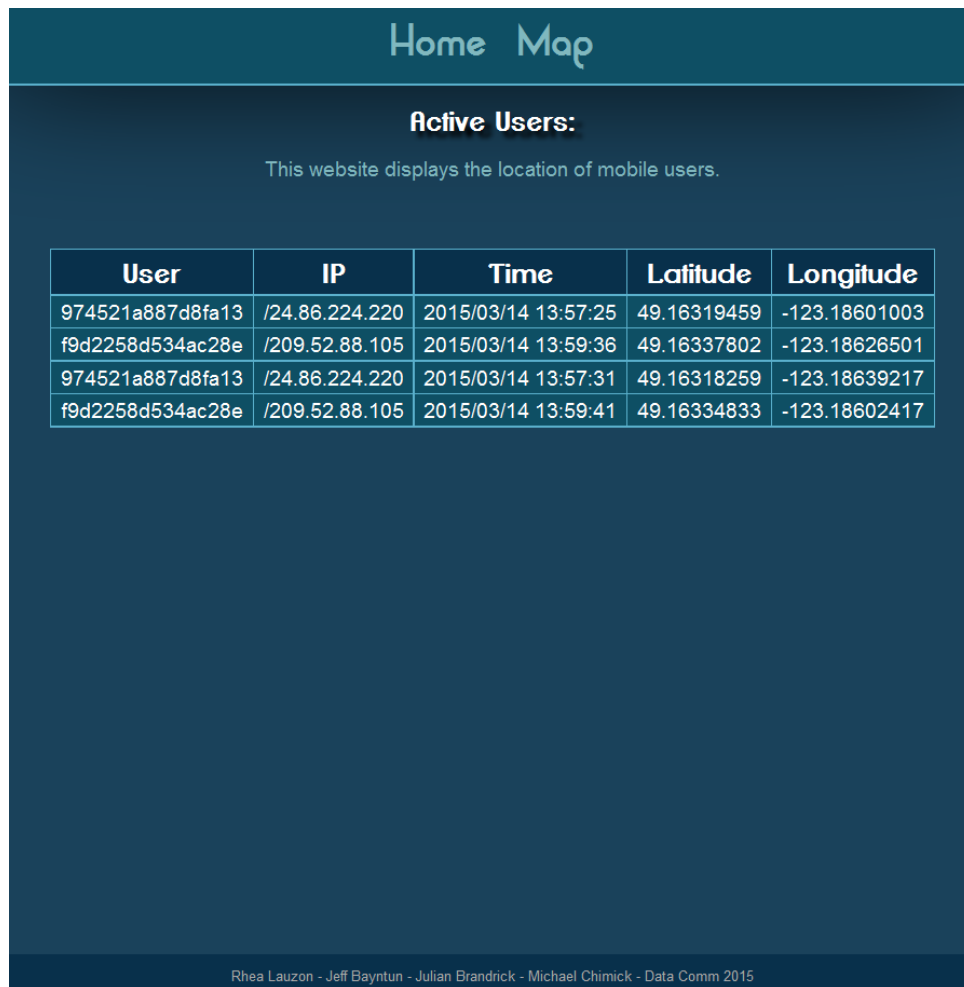 Home Map
Active Users:
This website displays the location of mobile users.
User IP Time Latitude Longitude
974521a887d8fa13 /24.86.224.220 2015/03/14 13:57:25 49.16319459 -123.18601003
f9d2258d534ac28e /209.52.88.105 2015/03/14 13:59:36 49.16337802 -123.18626501
974521a887d8fa13 /24.86.224.220 2015/03/14 13:57:31 49.16318259 -123.18639217
f9d2258d534ac28e /209.52.88.105 2015/03/14 13:59:41 49.16334833 -123.18602417
Rhea Lauzon - Jeff Bayntun - Julian Brandrick - Michael Chimick - Data Comm 2015